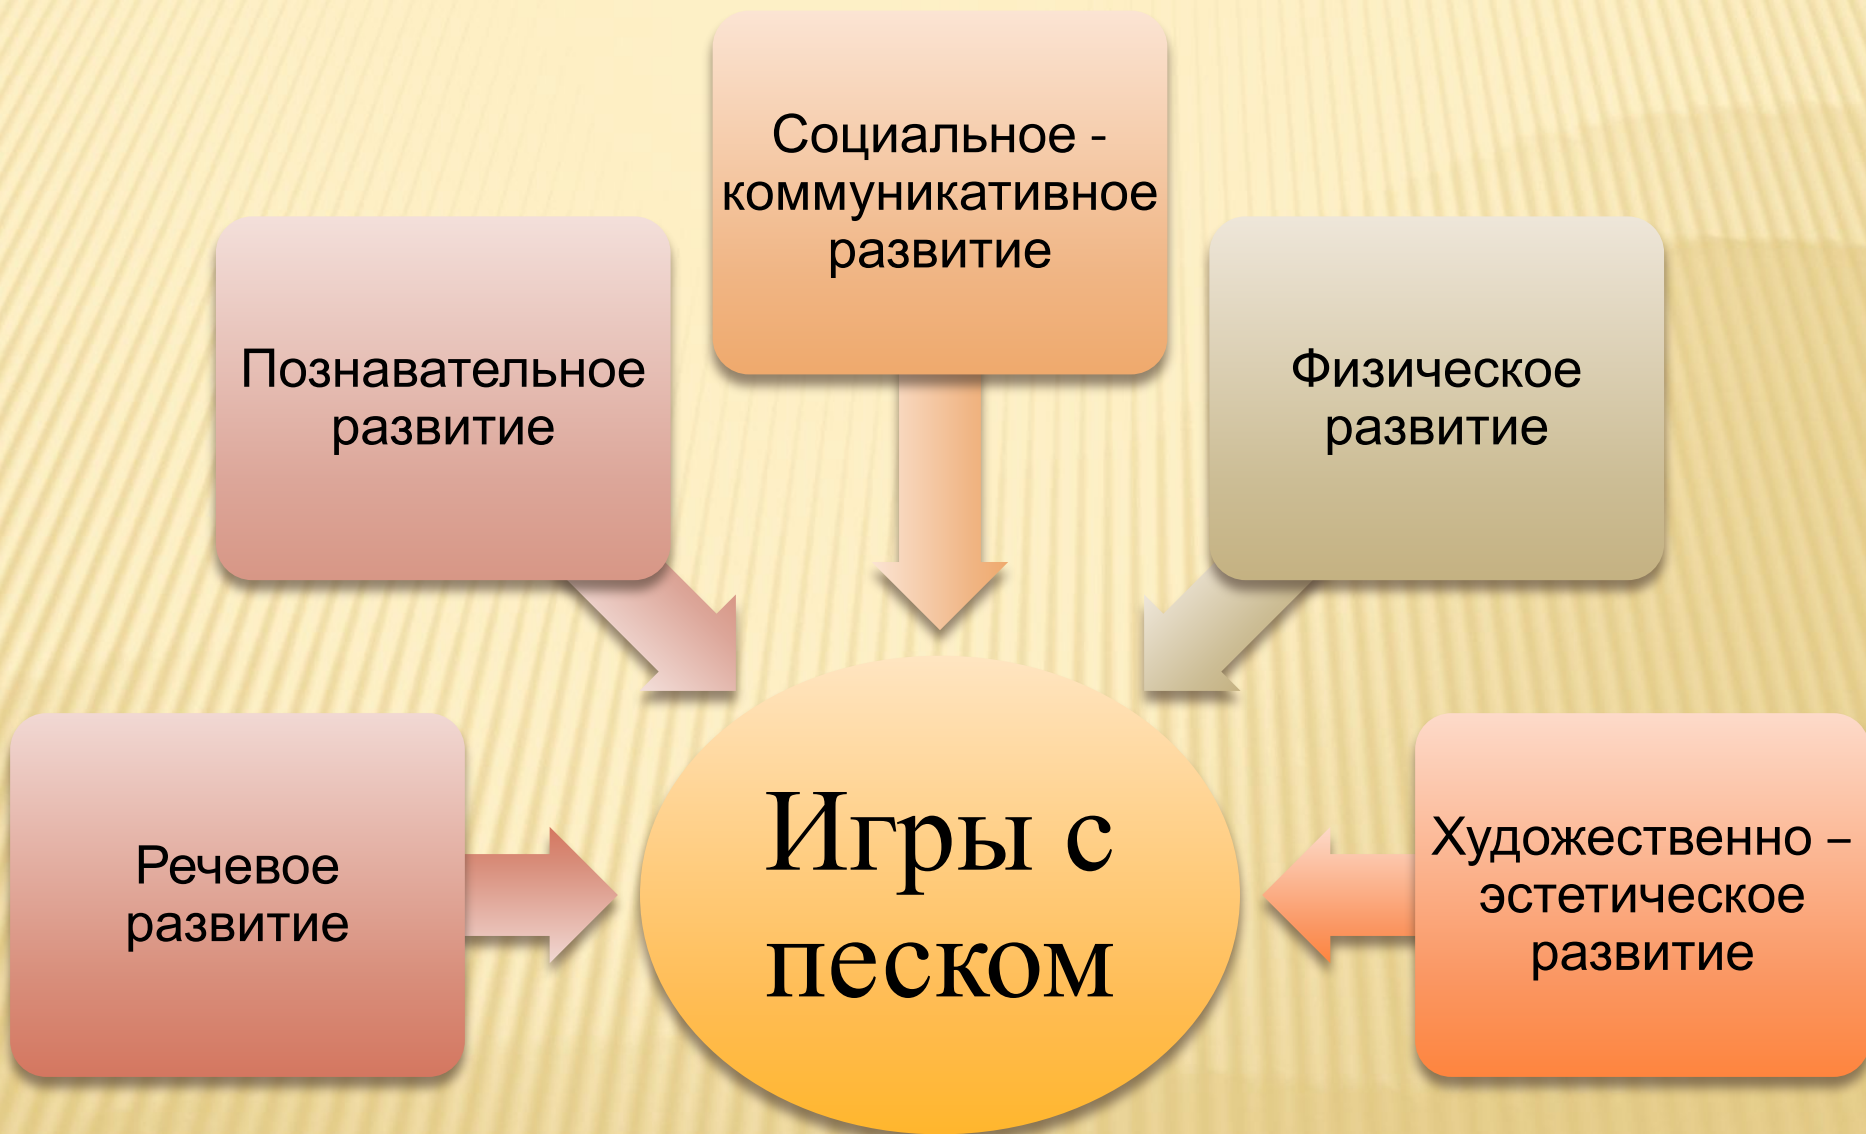 Социальное -
коммуникативное
развитие
Познавательное
развитие
Физическое
развитие
Речевое
развитие
Игры с
песком
Художественно –
эстетическое
развитие